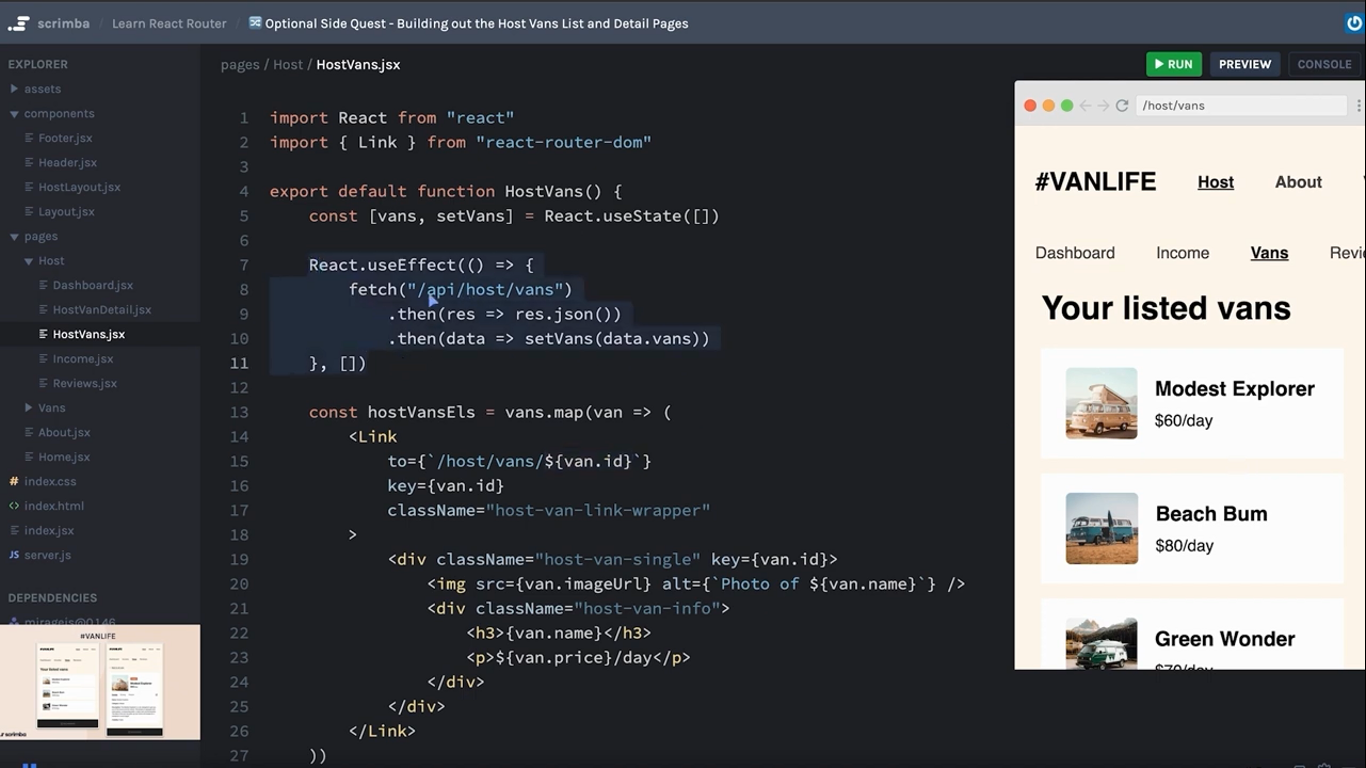 scrimba / Learn React Router / 🔀 Optional Side Quest - Building out the Host Vans List and Detail Pages
EXPLORER
assets
components
Footer.jsx
Header.jsx
HostLayout.jsx
Layout.jsx
pages
Host
Dashboard.jsx
HostVanDetail.jsx
HostVans.jsx
Income.jsx
Reviews.jsx
Vans
About.jsx
Home.jsx
# index.css
<> index.html
index.jsx
JS server.js
DEPENDENCIES
miragejs@0.1.46
#VANLIFE
pages / Host / HostVans.jsx
RUN PREVIEW CONSOLE
1 import React from "react"
2 import { Link } from "react-router-dom"
3
4 export default function HostVans() {
5 const [vans, setVans] = React.useState([])
6
7 React.useEffect(() => {
8 fetch("/api/host/vans")
9 .then(res => res.json())
10 .then(data => setVans(data.vans))
11 }, [])
12
13 const hostVansEls = vans.map(van => (
14 <Link
15 to={`/host/vans/${van.id}`}
16 key={van.id}
17 className="host-van-link-wrapper"
18 >
19 <div className="host-van-single" key={van.id}>
20 <img src={van.imageUrl} alt={`Photo of ${van.name}`} />
21 <div className="host-van-info">
22 <h3>{van.name}</h3>
23 <p>${van.price}/day</p>
24 </div>
25 </div>
26 </Link>
27 ))
/host/vans
#VANLIFE Host About
Dashboard Income Vans Revie
Your listed vans
Modest Explorer
$60/day
Beach Bum
$80/day
Green Wonder
$70/day